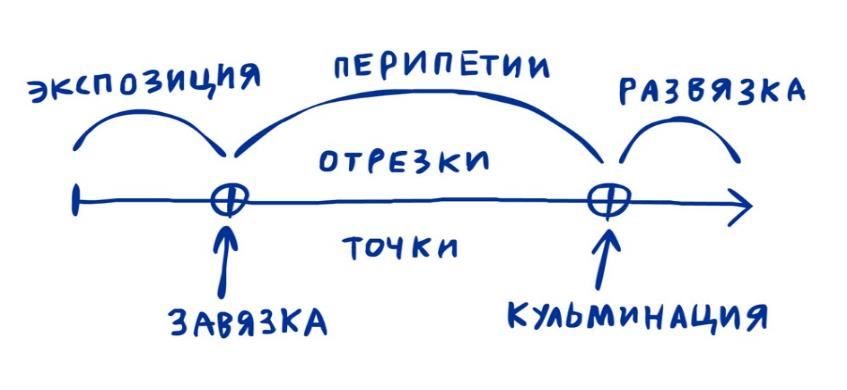 ЭКСПОЗИЦИЯ
ПЕРИПЕТИИ
РАЗВЯЗКА
ОТРЕЗКИ
ТОЧКИ
ЗАВЯЗКА
КУЛЬМИНАЦИЯ